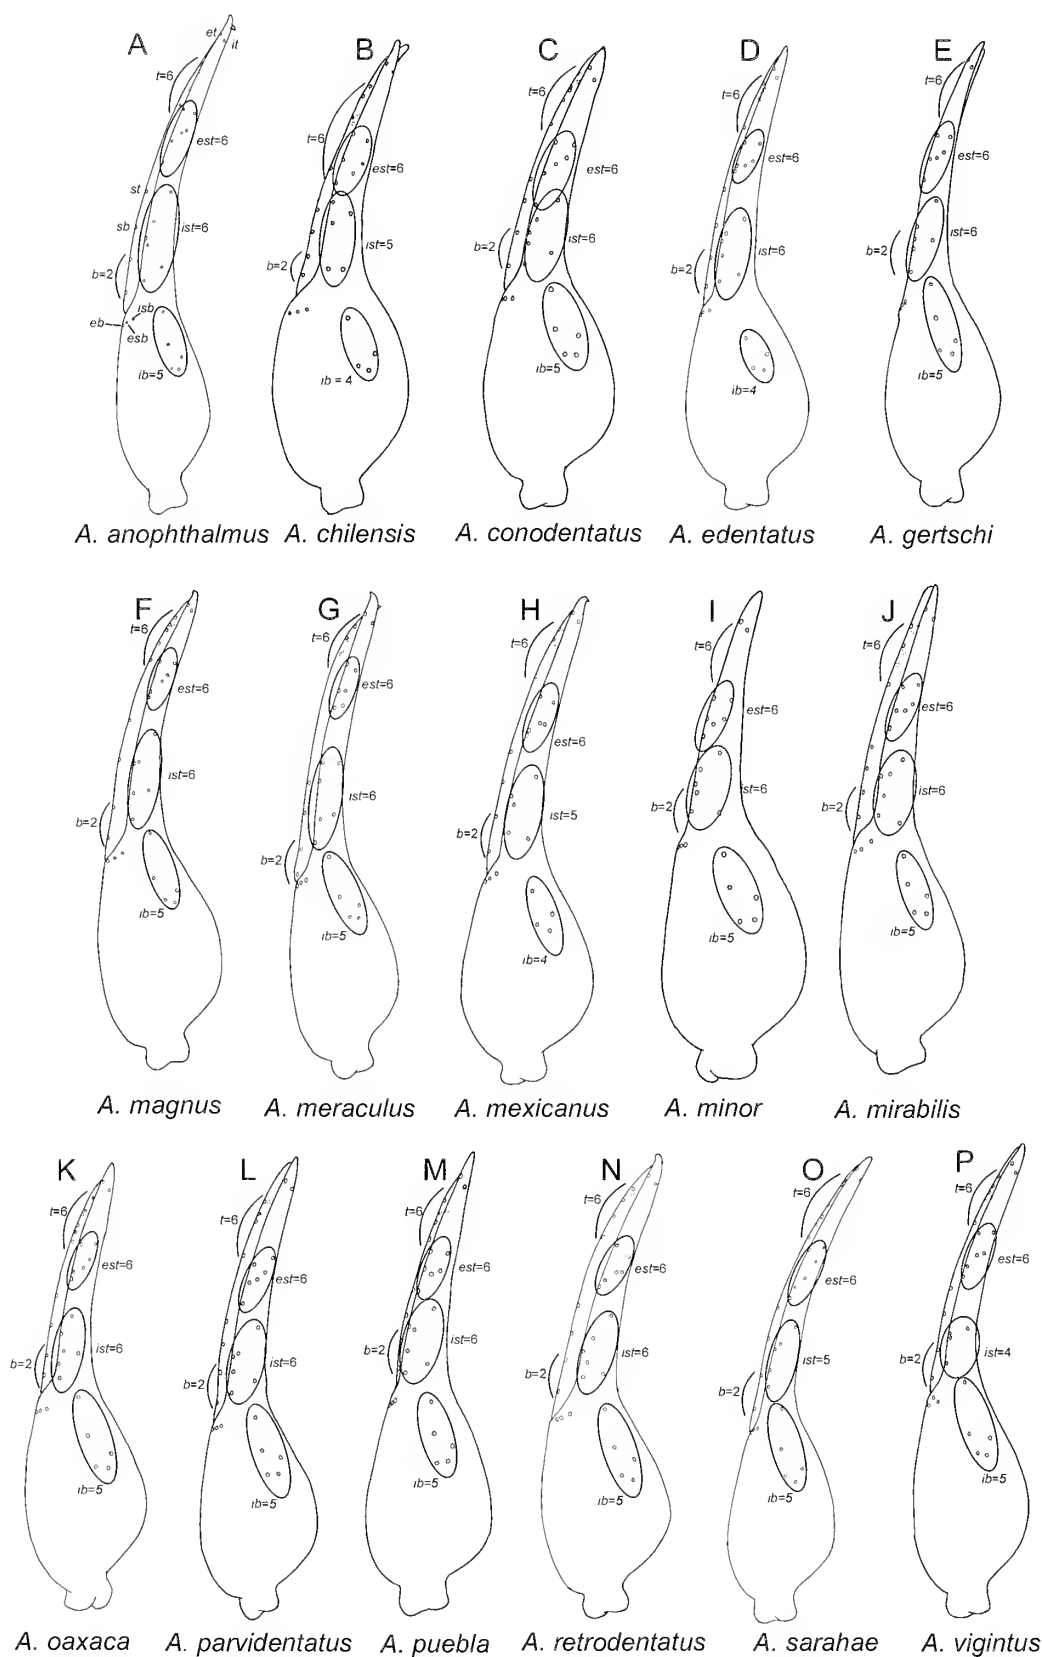 A
et
it
t=6
est=6
st
sb
ist=6
b=2
isb
eb
esb
ib=5
A. anophthalmus
B
t=6
est=6
ist=5
b=2
ib = 4
A. chilensis
C
t=6
est=6
ist=6
b=2
ib=5
A. conodentatus
D
t=6
est=6
ist=6
b=2
ib=4
A. edentatus
E
t=6
est=6
ist=6
b=2
ib=5
A. gertschi
F
t=6
est=6
ist=6
b=2
ib=5
A. magnus
G
t=6
est=6
ist=6
b=2
ib=5
A. meraculus
H
t=6
est=6
ist=5
b=2
ib=4
A. mexicanus
I
t=6
est=6
ist=6
b=2
ib=5
A. minor
J
t=6
est=6
ist=6
b=2
ib=5
A. mirabilis
K
t=6
est=6
ist=6
b=2
ib=5
A. oaxaca
L
t=6
est=6
ist=6
b=2
ib=5
A. parvidentatus
M
t=6
est=6
ist=6
b=2
ib=5
A. puebla
N
t=6
est=6
ist=6
b=2
ib=5
A. retrodentatus
O
t=6
est=6
ist=5
b=2
ib=5
A. sarahae
P
t=6
est=6
ist=4
b=2
ib=5
A. vigintus